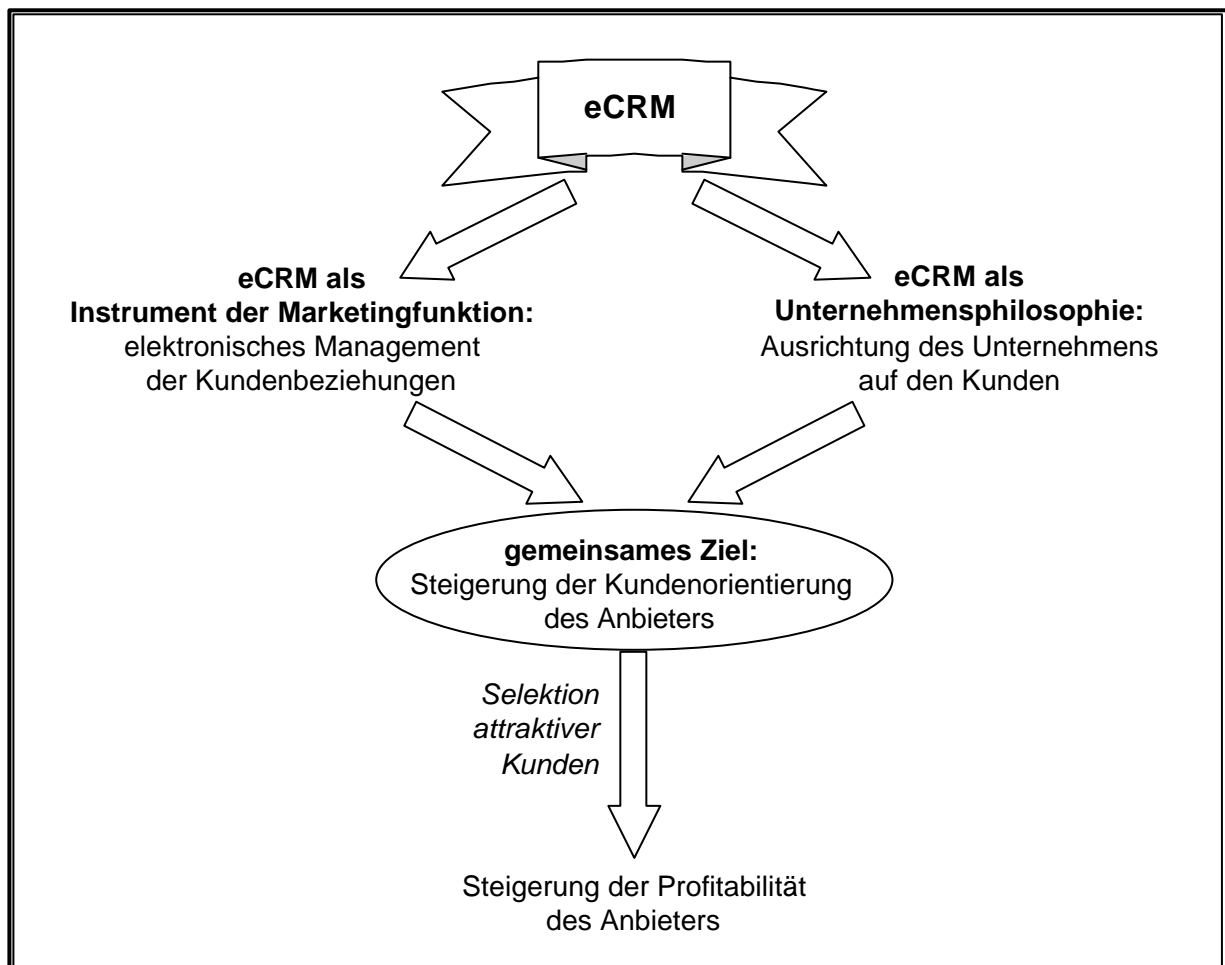 eCRM
eCRM als
Instrument der Marketingfunktion:
elektronisches Management
der Kundenbeziehungen
eCRM als
Unternehmensphilosophie:
Ausrichtung des Unternehmens
auf den Kunden
gemeinsames Ziel:
Steigerung der Kundenorientierung
des Anbieters
Selektion
attraktiver
Kunden
Steigerung der Profitabilität
des Anbieters